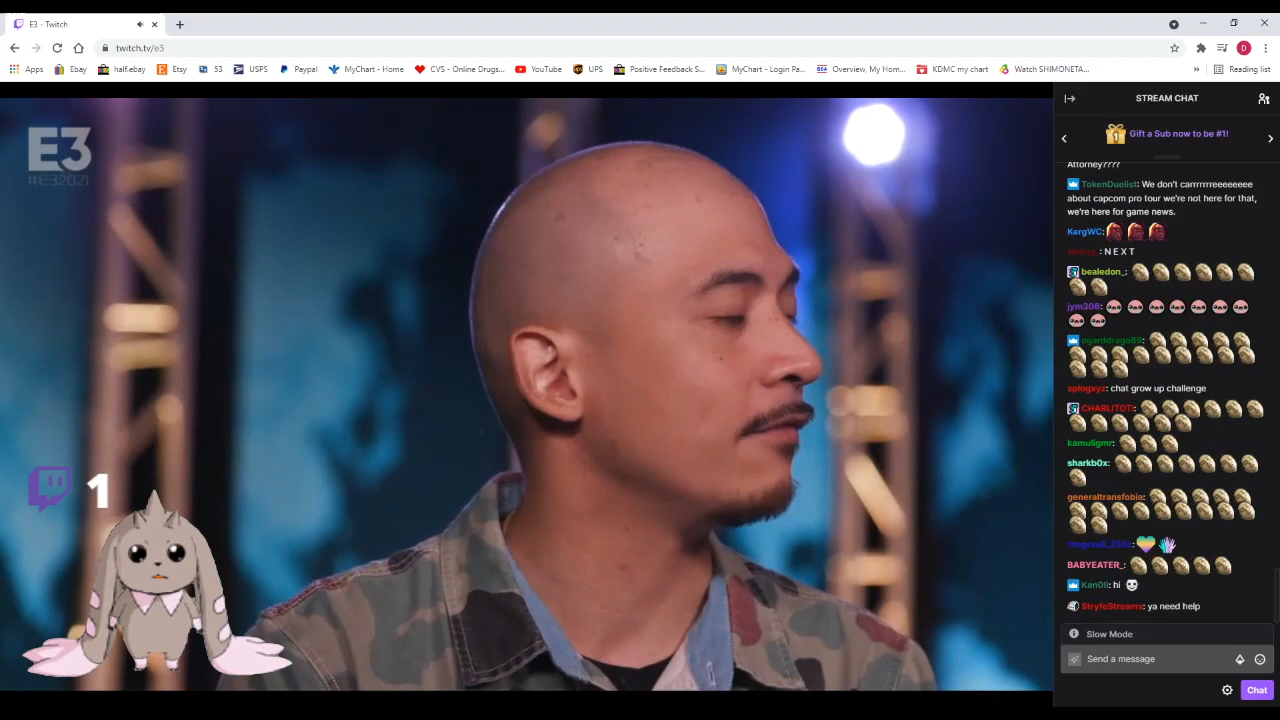 E3 - Twitch
twitch.tv/e3
Apps
Ebay
half.ebay
Etsy
53
USPS
Paypal
MyChart - Home
CVS - Online Drugs...
YouTube
UPS
Positive Feedback S...
MyChart - Login Pa...
Overview, My Hom...
KDMC my chart
Watch SHIMONETA...
Reading list
E3
#E32021
1
STREAM CHAT
Gift a Sub now to be #1!
Attorney????
TokenDuelist: We don't carrrrrreeeeeeee
about capcom pro tour we're not here for that,
we're here for game news.
KergWC:
: N E X T
bealedon_:
jym306:
ogarddrago69:
splogxyz: chat grow up challenge
CHARLITOTI:
kamuligmr:
sharkb0x:
generaltransfobia:
BABYEATER_:
Kan0li: hi
StryfeStreams: ya need help
Slow Mode
Send a message
Chat